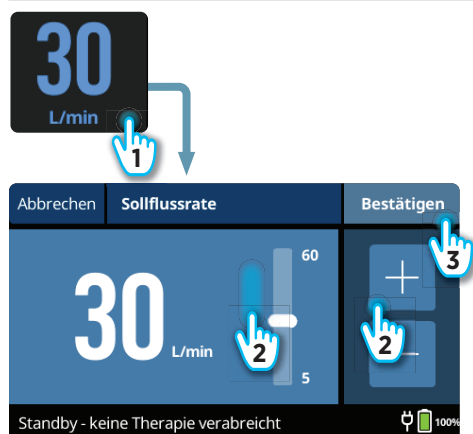 30
L/min
1
Abbrechen Sollflussrate Bestätigen
3
60
30 L/min
2 2
5
Standby - keine Therapie verabreicht 100%